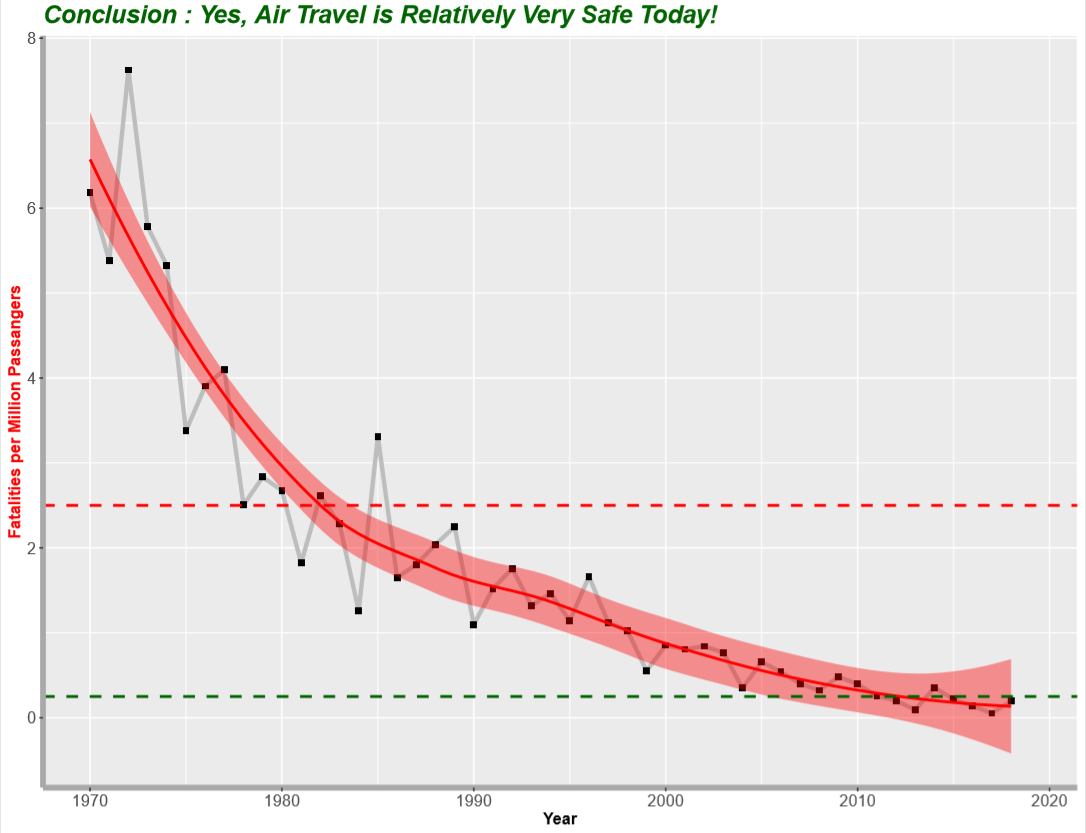 Conclusion : Yes, Air Travel is Relatively Very Safe Today!
Fatalities per Million Passangers
8
6
4
2
0
1970 1980 1990 2000 2010 2020
Year